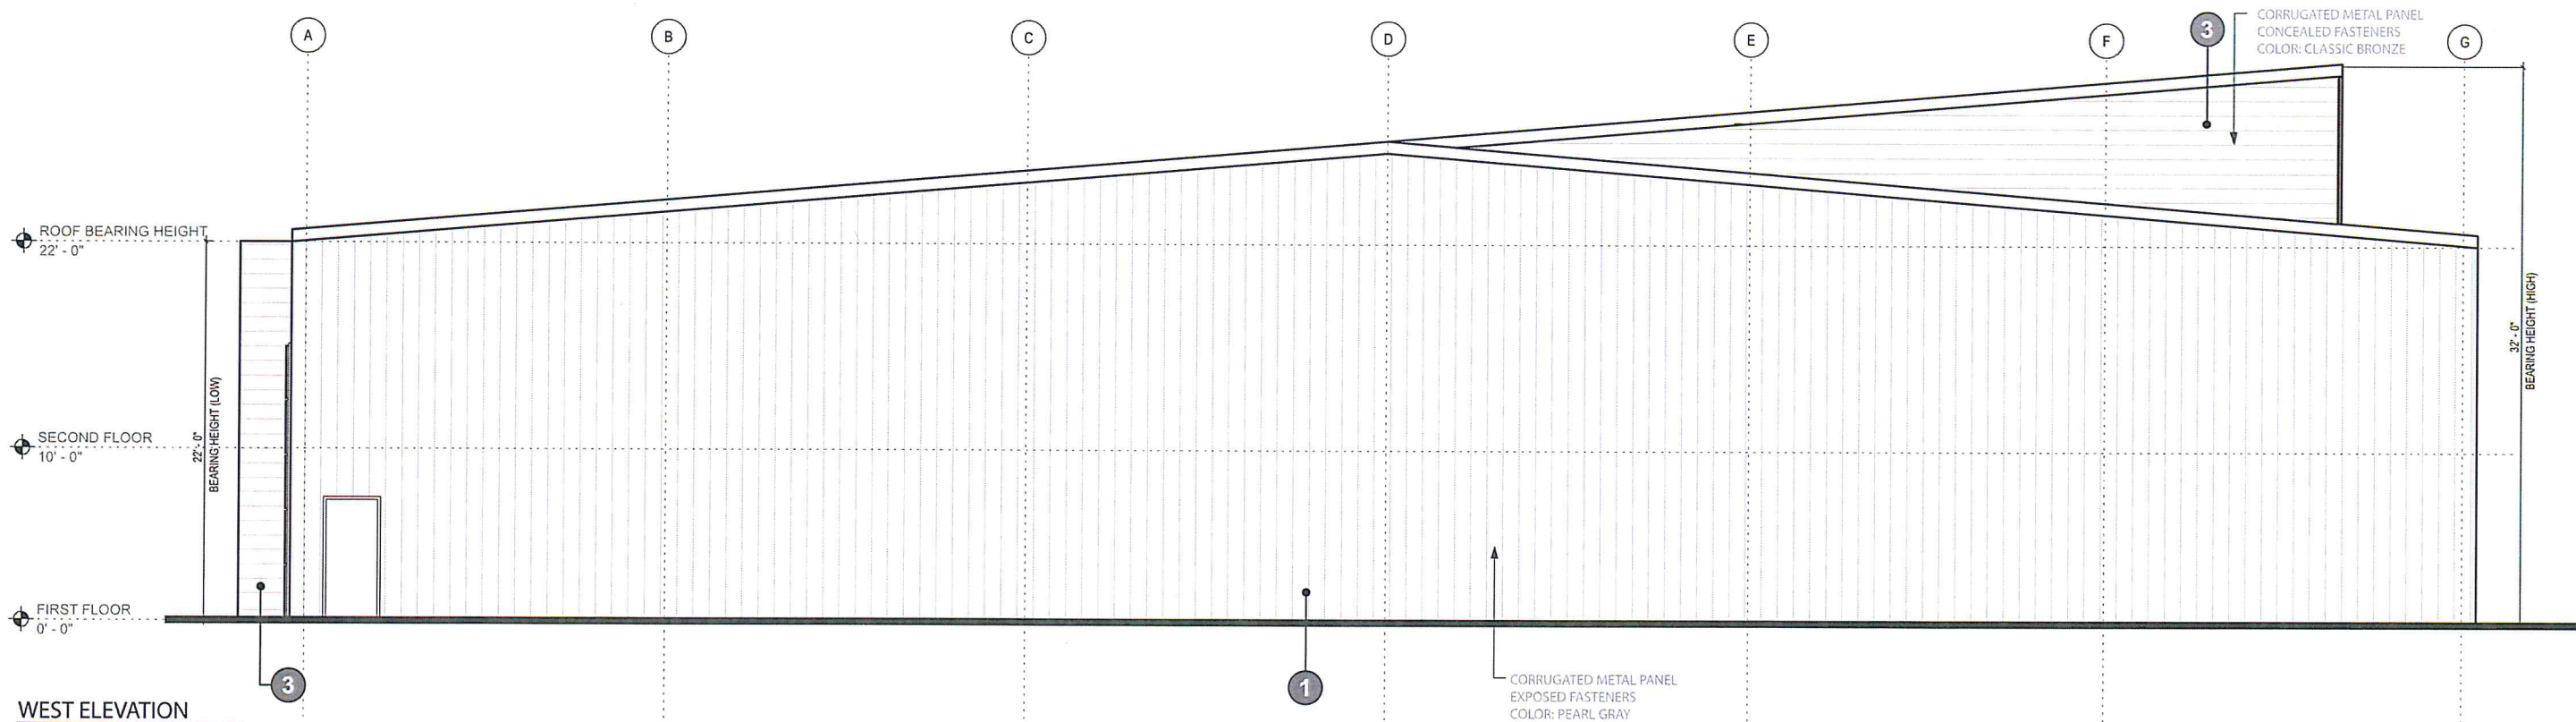 A
B
C
D
E
F
G
3
CORRUGATED METAL PANEL
CONCEALED FASTENERS
COLOR: CLASSIC BRONZE
ROOF BEARING HEIGHT
22' - 0"
SECOND FLOOR
10' - 0"
FIRST FLOOR
0' - 0"
22' - 0"
BEARING HEIGHT (LOW)
32' - 0"
BEARING HEIGHT (HIGH)
3
1
CORRUGATED METAL PANEL
EXPOSED FASTENERS
COLOR: PEARL GRAY
WEST ELEVATION